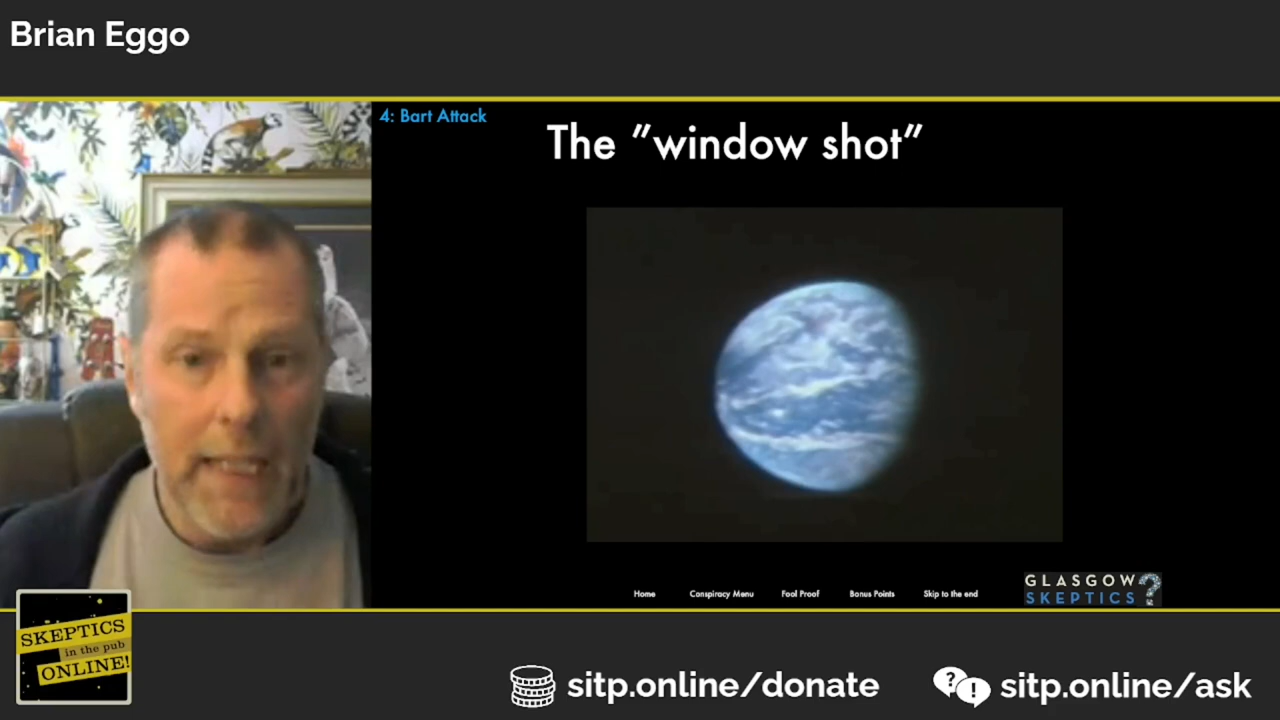 Brian Eggo
4: Bart Attack
The ”window shot”
Home
Conspiracy Menu
Fool Proof
Bonus Points
Skip to the end
GLASGOW
SKEPTICS
?
SKEPTICS
in the pub
ONLINE!
sitp.online/donate
? !
sitp.online/ask